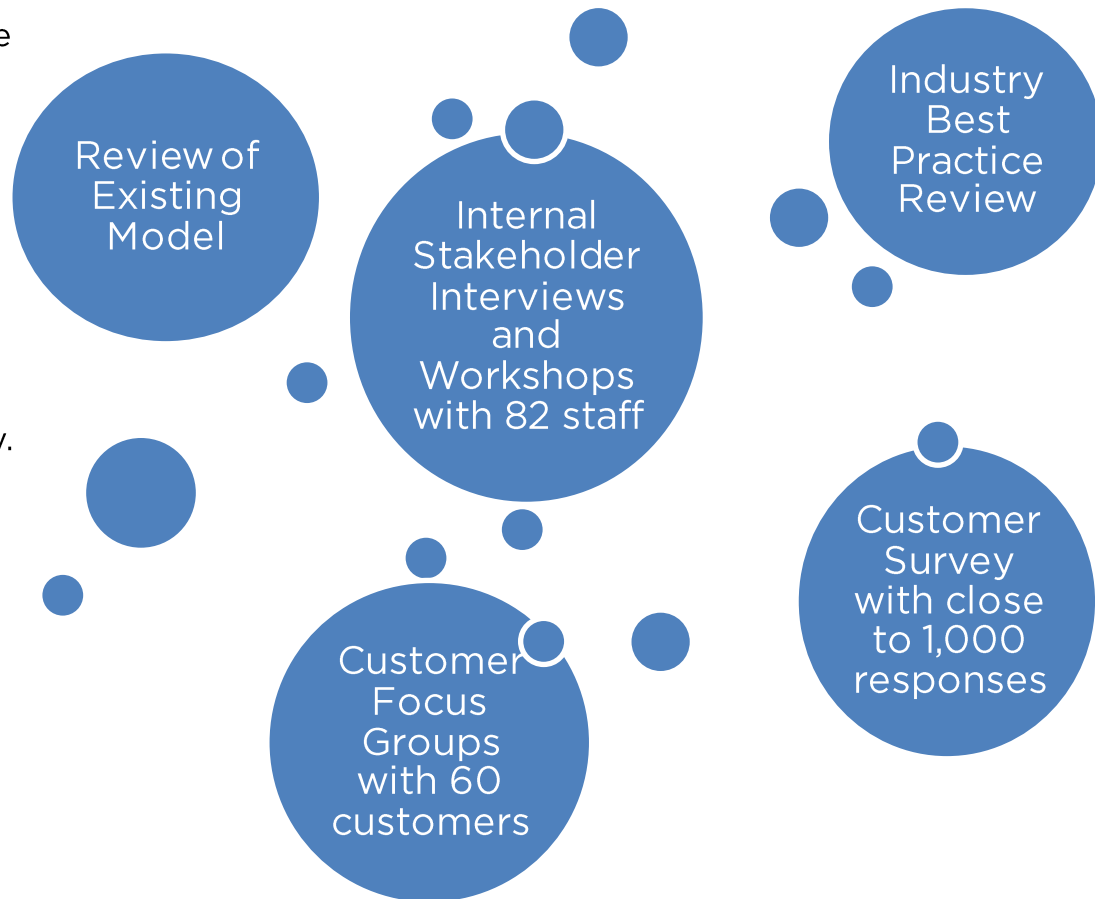 e
Review of
Existing
Model
Internal
Stakeholder
Interviews
and
Workshops
with 82 staff
Industry
Best
Practice
Review
y.
Customer
Focus
Groups
with 60
customers
Customer
Survey
with close
to 1,000
responses